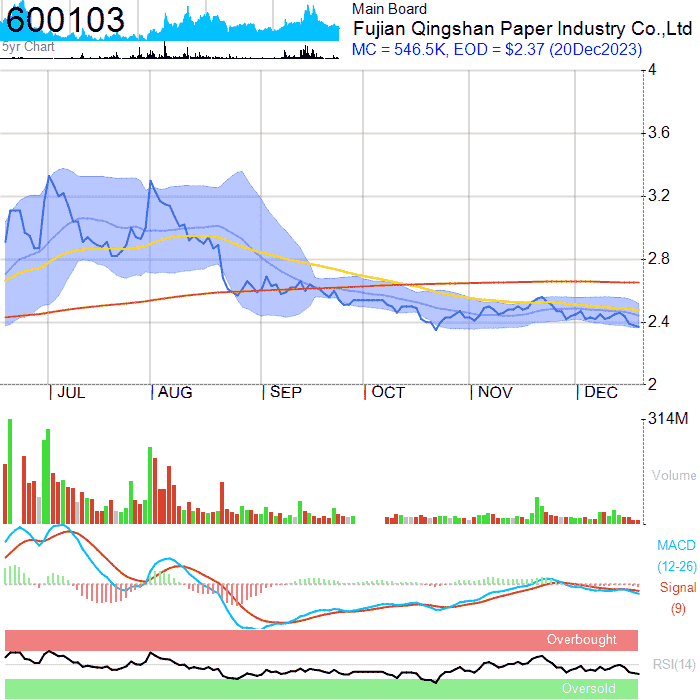 600103
5yr Chart
Main Board
Fujian Qingshan Paper Industry Co.,Ltd
MC = 546.5K, EOD = $2.37 (20Dec2023)
4
3.6
3.2
2.8
2.4
2
JUL AUG SEP OCT NOV DEC
314M
Volume
MACD
(12-26)
Signal
(9)
Overbought
RSI(14)
Oversold